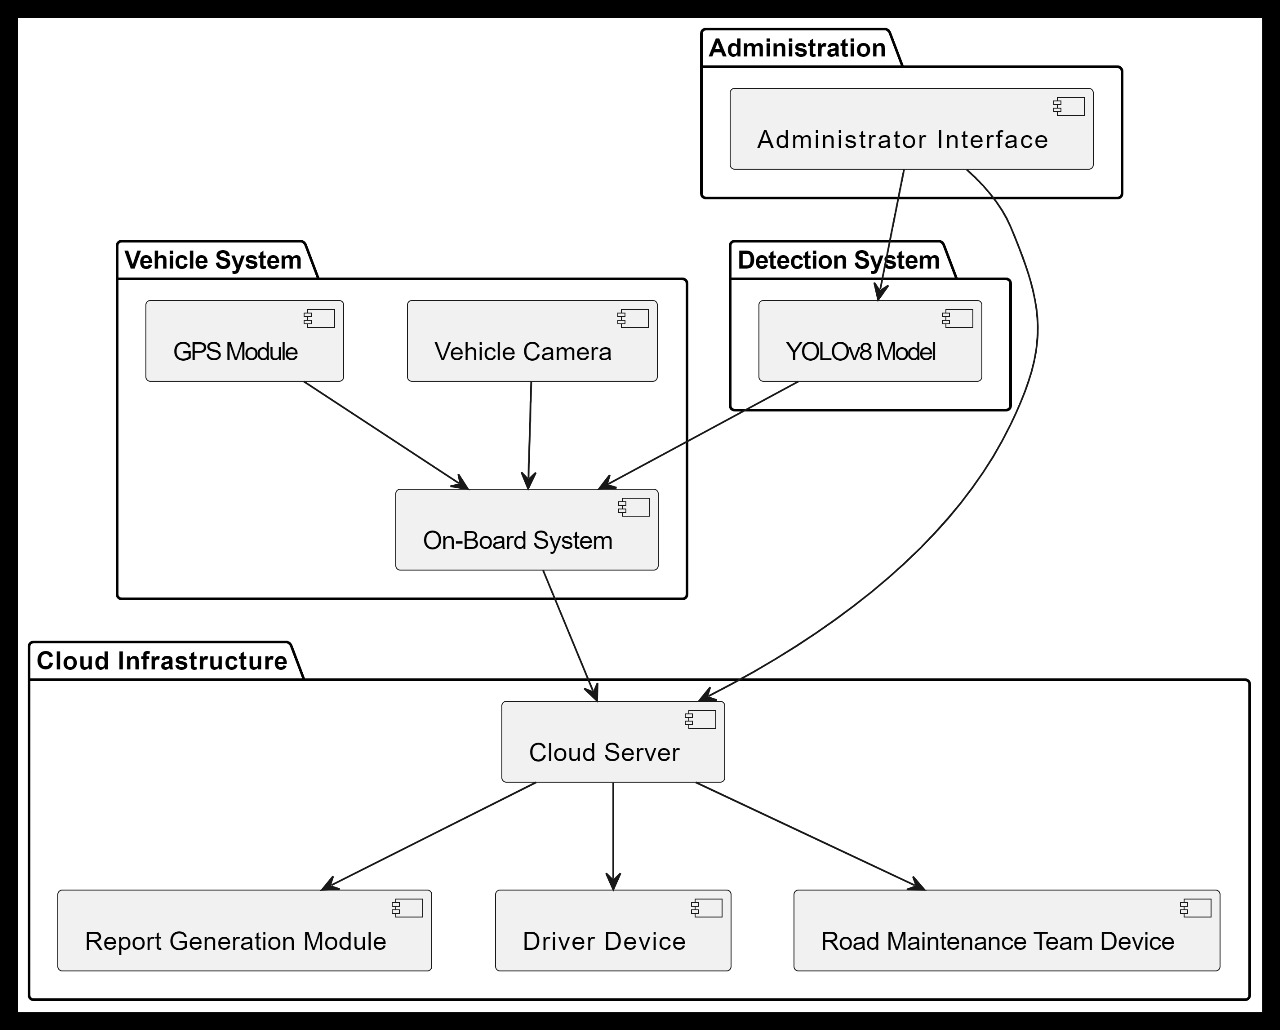 Administration
Administrator Interface
Vehicle System
Detection System
GPS Module
Vehicle Camera
YOLOv8 Model
On-Board System
Cloud Infrastructure
Cloud Server
Report Generation Module
Driver Device
Road Maintenance Team Device